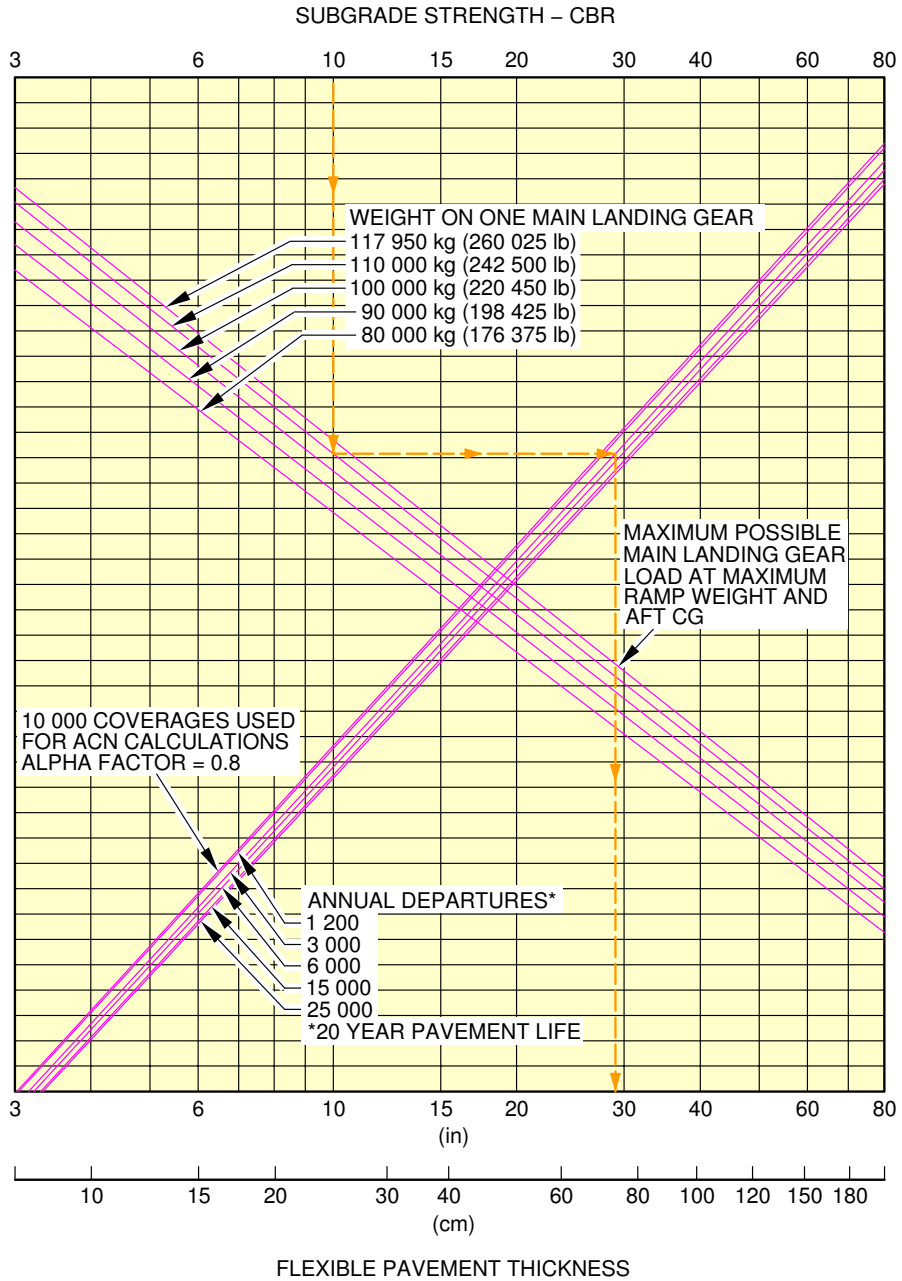 SUBGRADE STRENGTH – CBR
3 6 10 15 20 30 40 60 80
WEIGHT ON ONE MAIN LANDING GEAR
117 950 kg (260 025 lb)
110 000 kg (242 500 lb)
100 000 kg (220 450 lb)
90 000 kg (198 425 lb)
80 000 kg (176 375 lb)
MAXIMUM POSSIBLE
MAIN LANDING GEAR
LOAD AT MAXIMUM
RAMP WEIGHT AND
AFT CG
10 000 COVERAGES USED
FOR ACN CALCULATIONS
ALPHA FACTOR = 0.8
ANNUAL DEPARTURES*
1 200
3 000
6 000
15 000
25 000
*20 YEAR PAVEMENT LIFE
3 6 10 15 20 30 40 60 80
(in)
10 15 20 30 40 60 80 100 120 150 180
(cm)
FLEXIBLE PAVEMENT THICKNESS